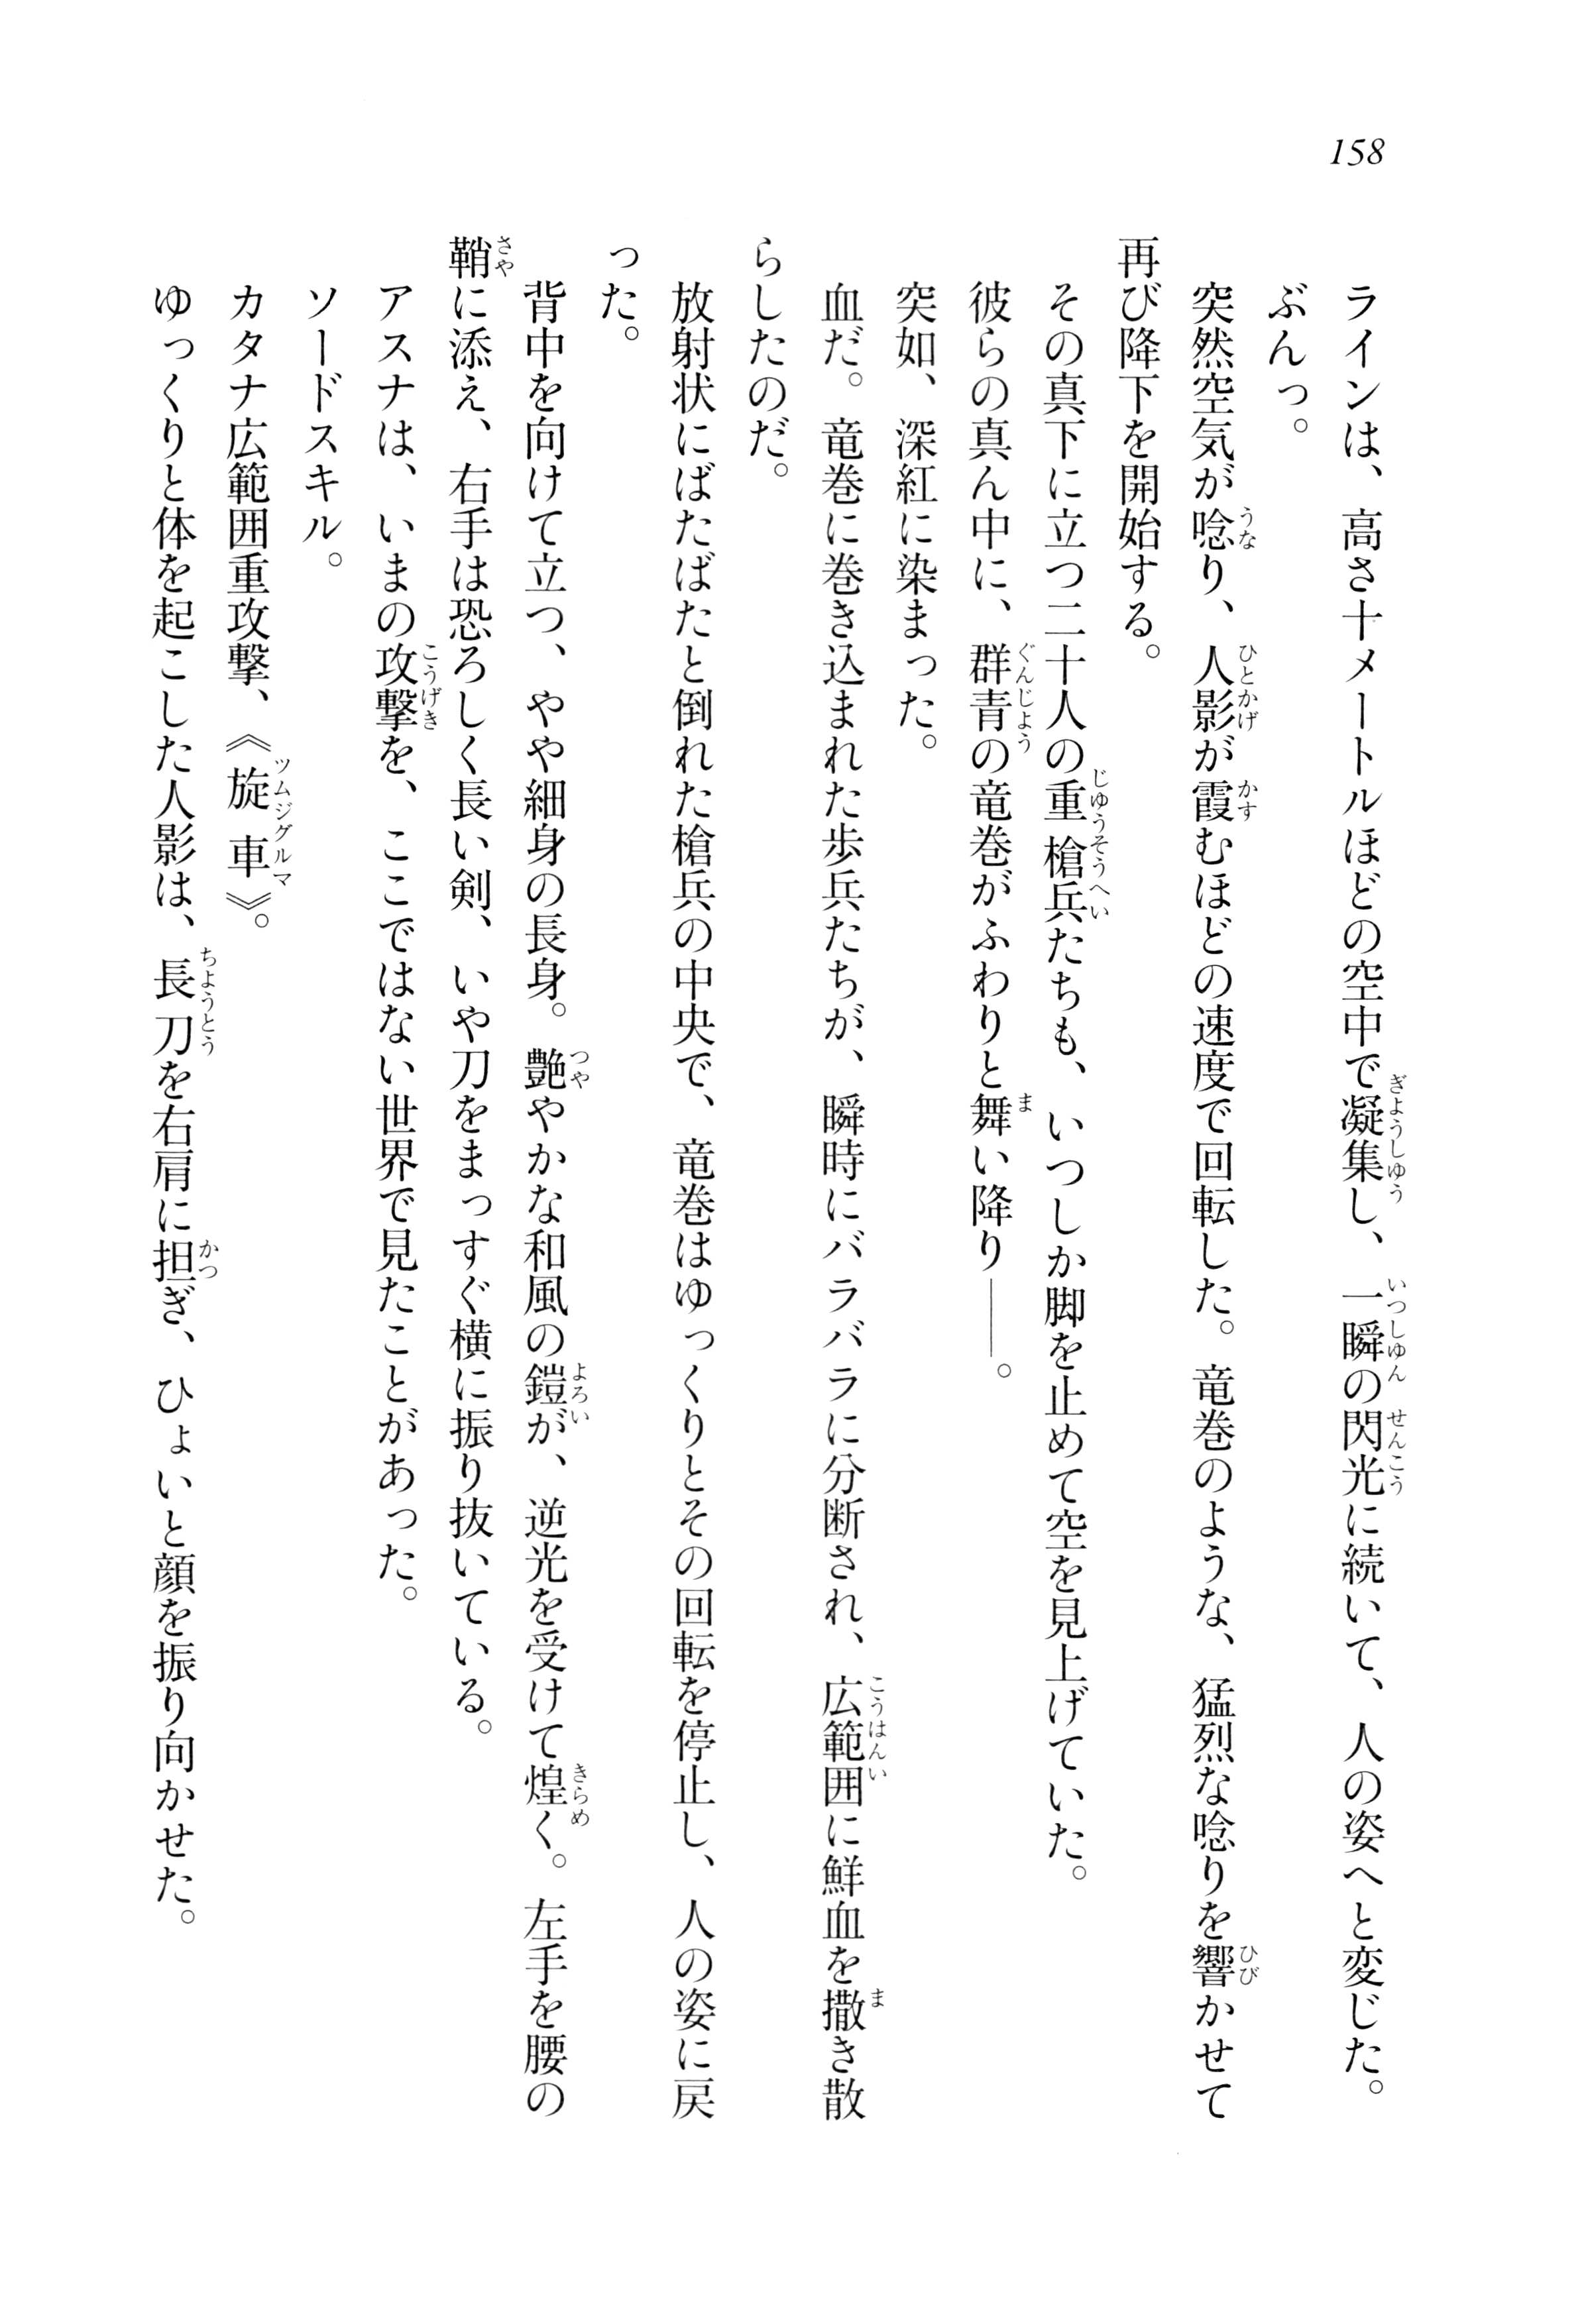 158
ラインは、高さ十メートルほどの空中で凝集し、一瞬の閃光に続いて、人の姿へと変じた。
ぶんっ。
突然空気が唸り、人影が霞むほどの速度で回転した。竜巻のような、猛烈な唸りを響かせて
再び降下を開始する。
その真下に立つ二十人の重槍兵たちも、いつしか脚を止めて空を見上げていた。
彼らの真ん中に、群青の竜巻がふわりと舞い降り――。
突如、深紅に染まった。
血だ。竜巻に巻き込まれた歩兵たちが、瞬時にバラバラに分断され、広範囲に鮮血を撒き散
らしたのだ。
放射状にばたばたと倒れた槍兵の中央で、竜巻はゆっくりとその回転を停止し、人の姿に戻
った。
背中を向けて立つ、やや細身の長身。艶やかな和風の鎧が、逆光を受けて煌く。左手を腰の
鞘に添え、右手は恐ろしく長い剣、いや刀をまっすぐ横に振り抜いている。
アスナは、いまの攻撃を、ここではない世界で見たことがあった。
ソードスキル。
カタナ広範囲重攻撃、《旋車》。
ゆっくりと体を起こした人影は、長刀を右肩に担ぎ、ひょいと顔を振り向かせた。